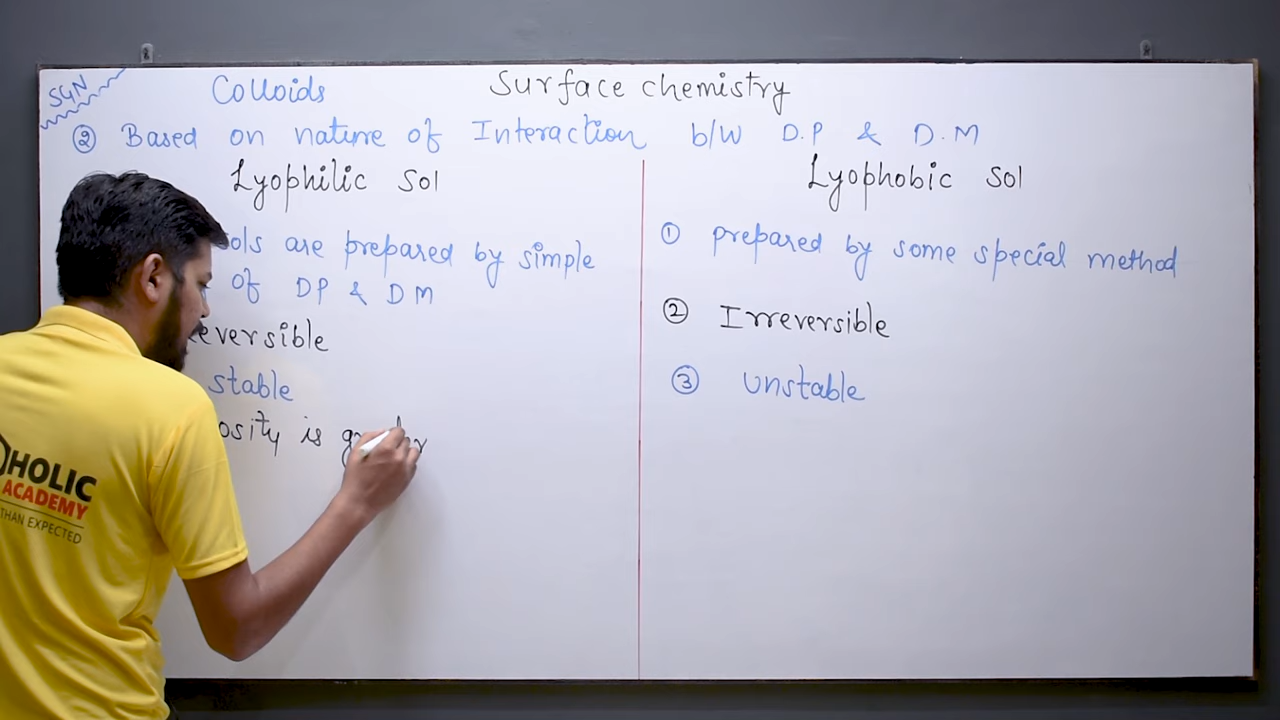 SGN
Colloids Surface chemistry
② Based on nature of Interaction b/w D.P & D.M
Lyophilic Sol
Lyophobic Sol
ols are prepared by simple
of DP & DM
eversible
stable
osity is
① prepared by some special method
② Irreversible
③ Unstable
HOLIC
ACADEMY
THAN EXPECTED